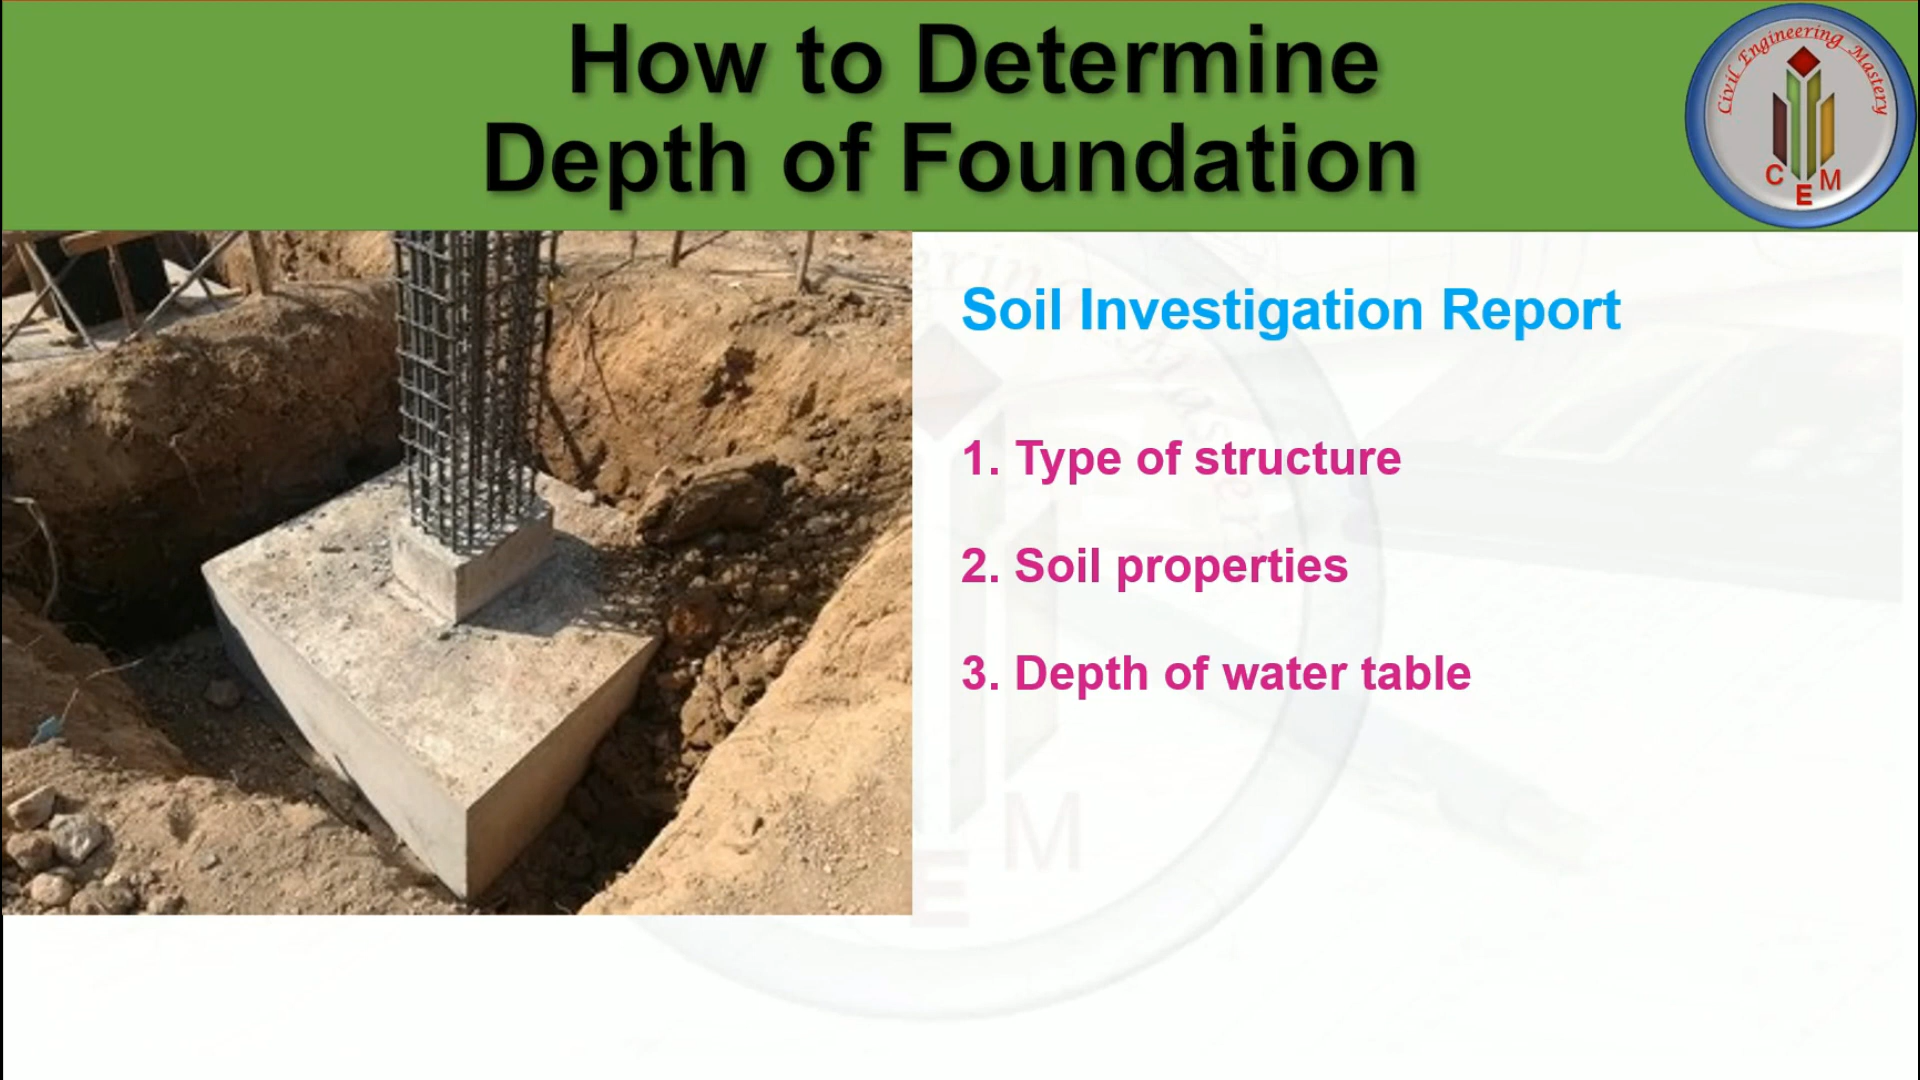 How to Determine
Depth of Foundation
Civil Engineering Mastery
C E M
Soil Investigation Report
1. Type of structure
2. Soil properties
3. Depth of water table
M
E